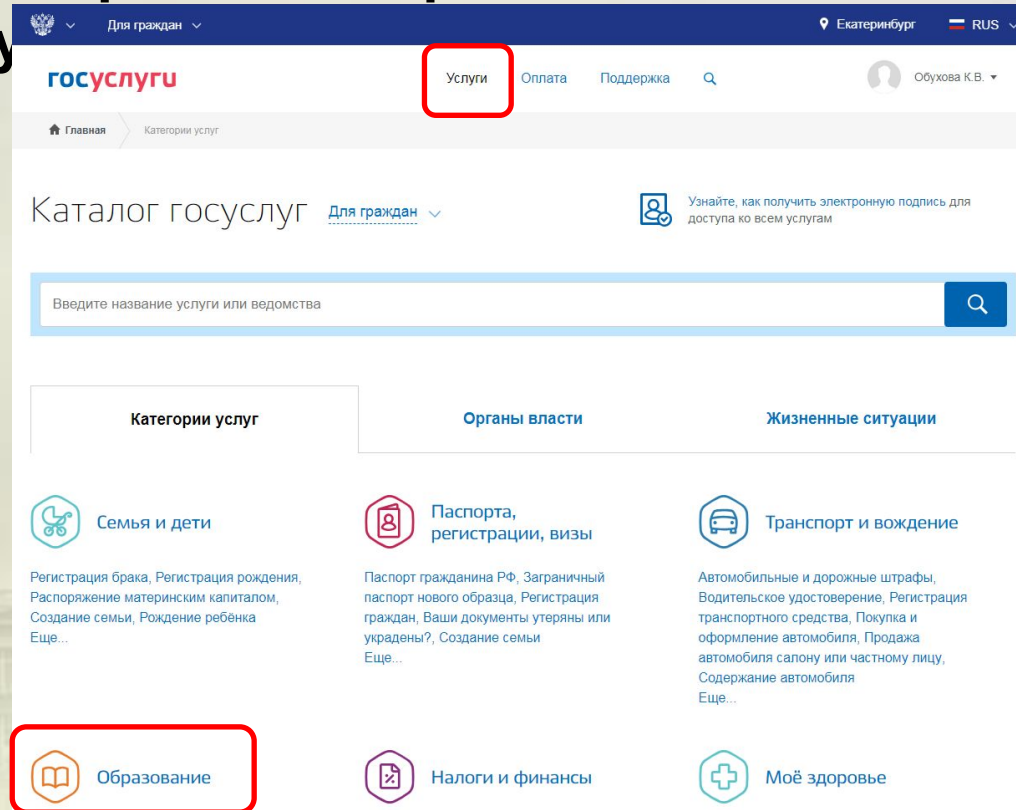 Для граждан
Екатеринбург
RUS
у
госуслуги
Услуги
Оплата
Поддержка
Обухова К.В.
Главная
Категории услуг
Каталог госуслуг
Для граждан
Узнайте, как получить электронную подпись для
доступа ко всем услугам
Введите название услуги или ведомства
Категории услуг
Органы власти
Жизненные ситуации
Семья и дети
Регистрация брака, Регистрация рождения,
Распоряжение материнским капиталом,
Создание семьи, Рождение ребёнка
Еще...
Паспорта,
регистрации, визы
Паспорт гражданина РФ, Заграничный
паспорт нового образца, Регистрация
граждан, Ваши документы утеряны или
украдены?, Создание семьи
Еще...
Транспорт и вождение
Автомобильные и дорожные штрафы,
Водительское удостоверение, Регистрация
транспортного средства, Покупка и
оформление автомобиля, Продажа
автомобиля салону или частному лицу,
Содержание автомобиля
Еще...
Образование
Налоги и финансы
Моё здоровье